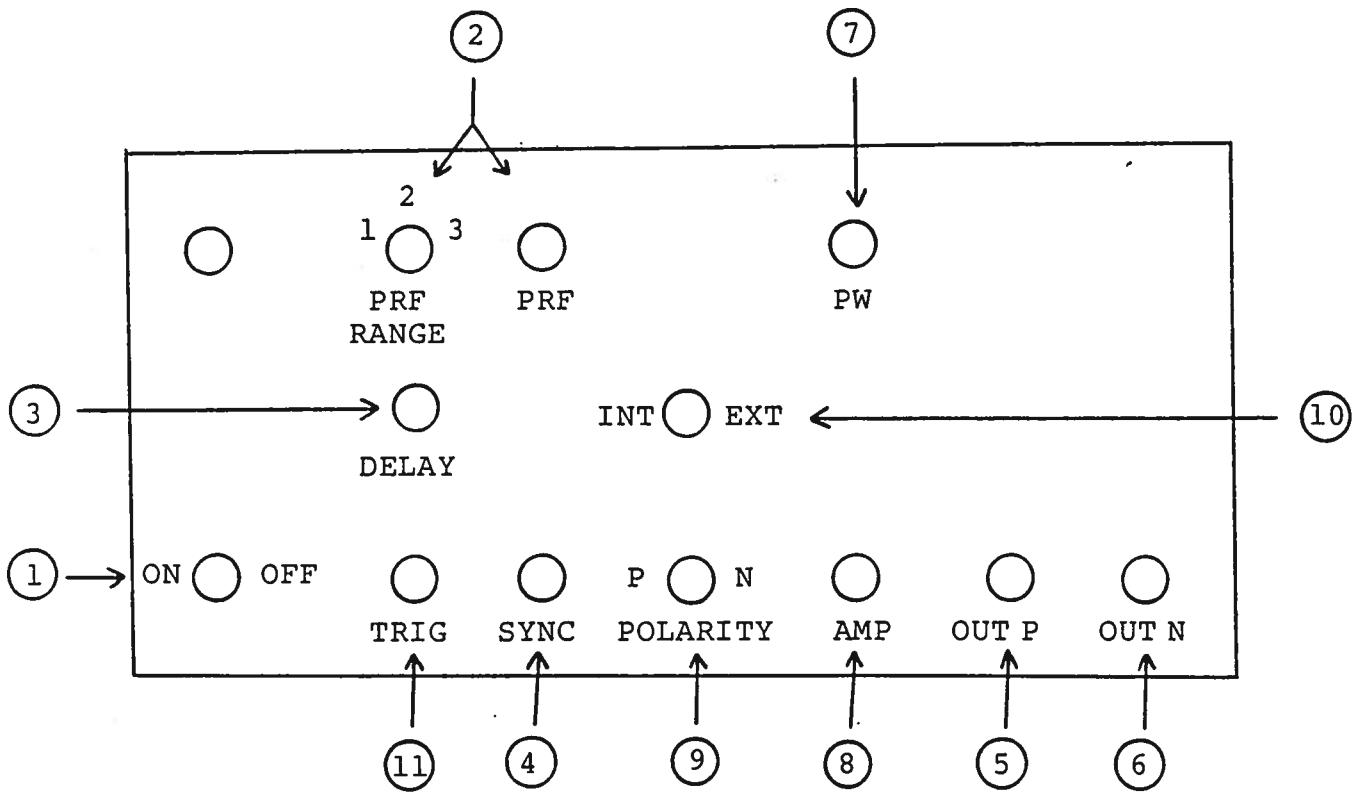 2 7
2
1 3
PRF PRF PW
RANGE
3 INT EXT 10
DELAY
1 ON OFF P N
TRIG SYNC POLARITY AMP OUT P OUT N
11 4 9 8 5 6